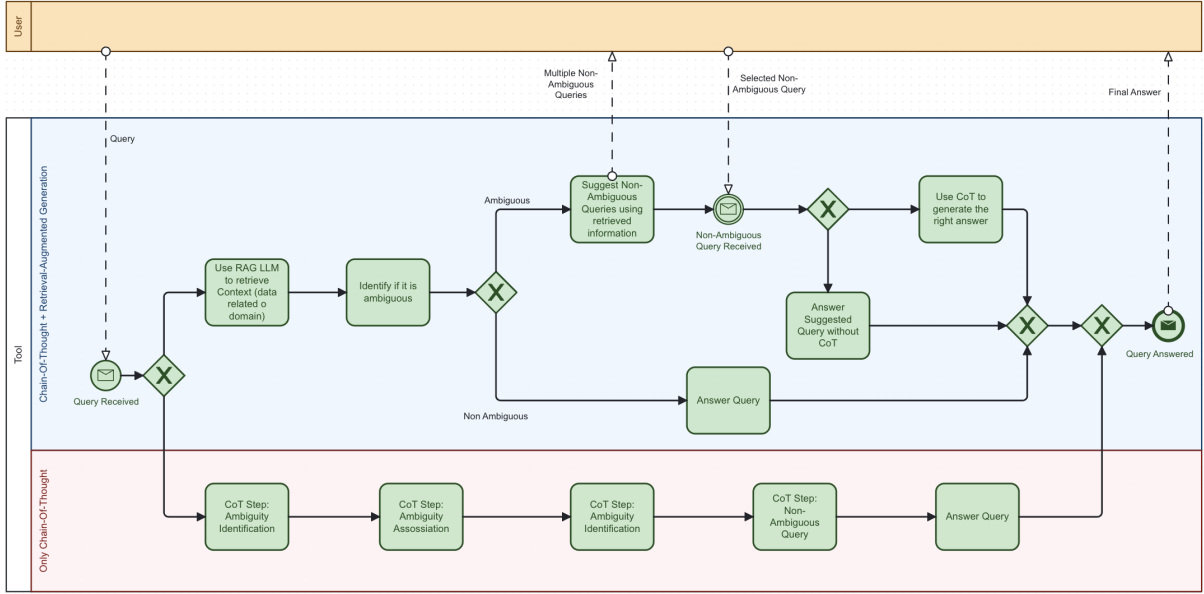 User
Multiple Non-
Ambiguous
Queries
Selected Non-
Ambiguous Query
Final Answer
Query
Tool
Chain-Of-Thought + Retrieval-Augmented Generation
Ambiguous
Suggest Non-
Ambiguous
Queries using
retrieved
information
Non-Ambiguous
Query Received
X
Use CoT to
generate the
right answer
Use RAG LLM
to retrieve
Context (data
related o
domain)
Identify if it is
ambiguous
X
Answer
Suggested
Query without
CoT
X
X
Query Answered
Query Received
X
Answer Query
Non Ambiguous
Only Chain-Of-Thought
CoT Step:
Ambiguity
Identification
CoT Step:
Ambiguity
Assossiation
CoT Step:
Ambiguity
Identification
CoT Step:
Non-
Ambiguous
Query
Answer Query